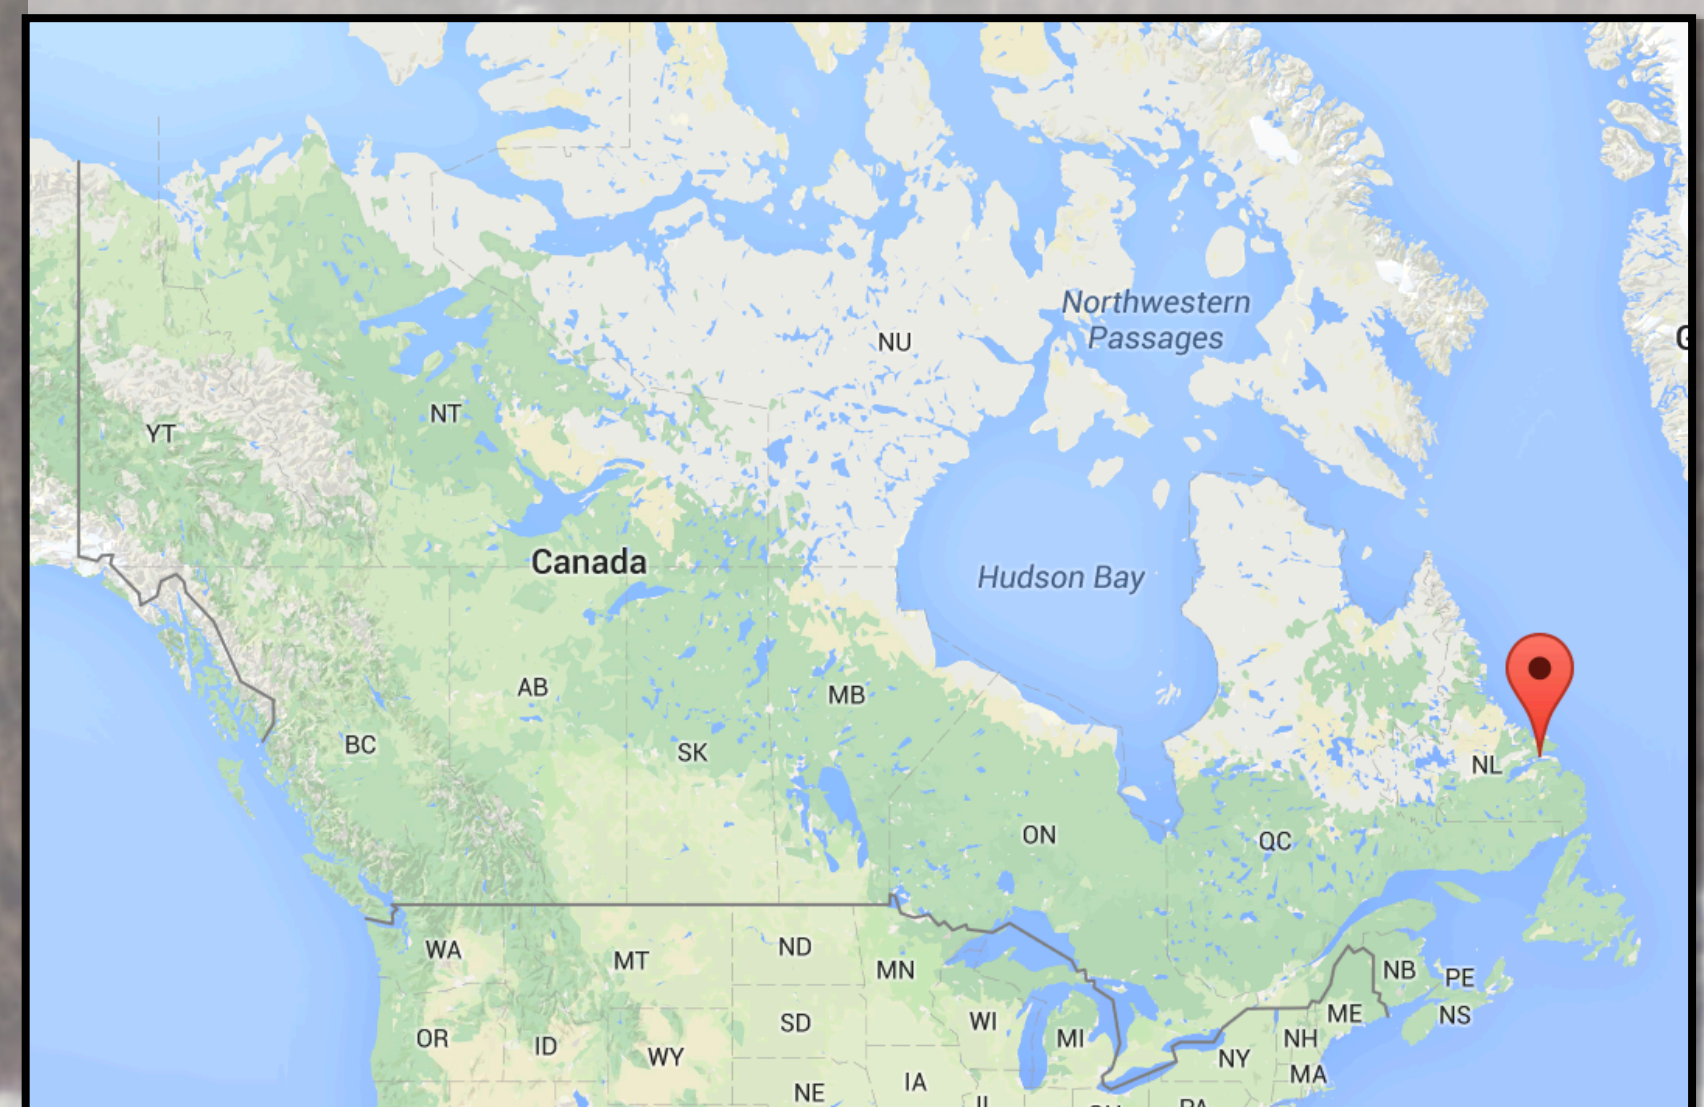 NU
Northwestern
Passages
NT
YT
Canada
Hudson Bay
AB
MB
BC
SK
NL
ON
QC
WA
MT
ND
MN
NB
PE
OR
ID
SD
WI
MI
ME
NS
NH
WY
NY
MA
NE
IA